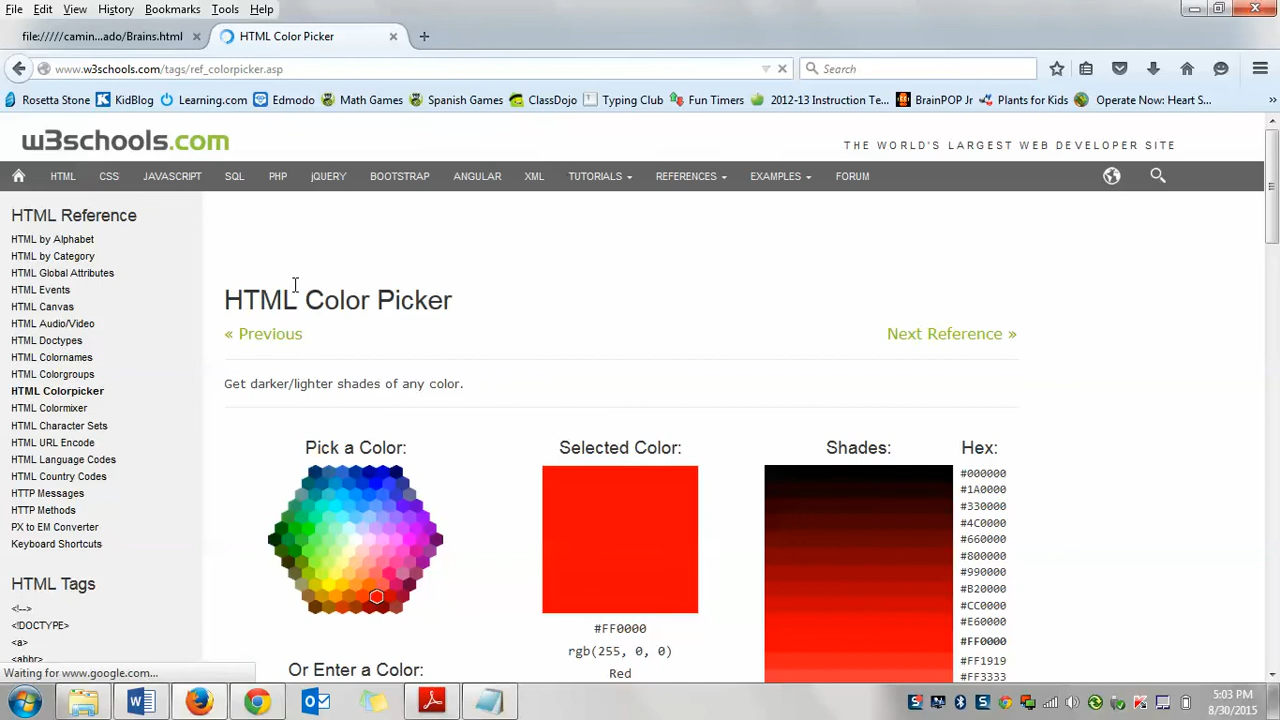 File Edit View History Bookmarks Tools Help
file://///camin...ado/Brains.html HTML Color Picker
www.w3schools.com/tags/ref_colorpicker.asp Search
Rosetta Stone KidBlog Learning.com Edmodo Math Games Spanish Games ClassDojo Typing Club Fun Timers 2012-13 Instruction Te... BrainPOP Jr Plants for Kids Operate Now: Heart S... »
w3schools.com THE WORLD'S LARGEST WEB DEVELOPER SITE
HTML CSS JAVASCRIPT SQL PHP jQUERY BOOTSTRAP ANGULAR XML TUTORIALS REFERENCES EXAMPLES FORUM
HTML Reference
HTML by Alphabet
HTML by Category
HTML Global Attributes
HTML Events
HTML Canvas
HTML Audio/Video
HTML Doctypes
HTML Colornames
HTML Colorgroups
HTML Colorpicker
HTML Colormixer
HTML Character Sets
HTML URL Encode
HTML Language Codes
HTML Country Codes
HTTP Messages
HTTP Methods
PX to EM Converter
Keyboard Shortcuts
HTML Tags
<!-->
<!DOCTYPE>
<a>
<abbr>
HTML Color Picker
« Previous Next Reference »
Get darker/lighter shades of any color.
Pick a Color: Selected Color: Shades: Hex:
#000000
#1A0000
#330000
#4C0000
#660000
#800000
#990000
#B20000
#CC0000
#E60000
#FF0000
#FF1919
#FF3333
#FF0000
rgb(255, 0, 0)
Red
Or Enter a Color:
Waiting for www.google.com...
5:03 PM
8/30/2015